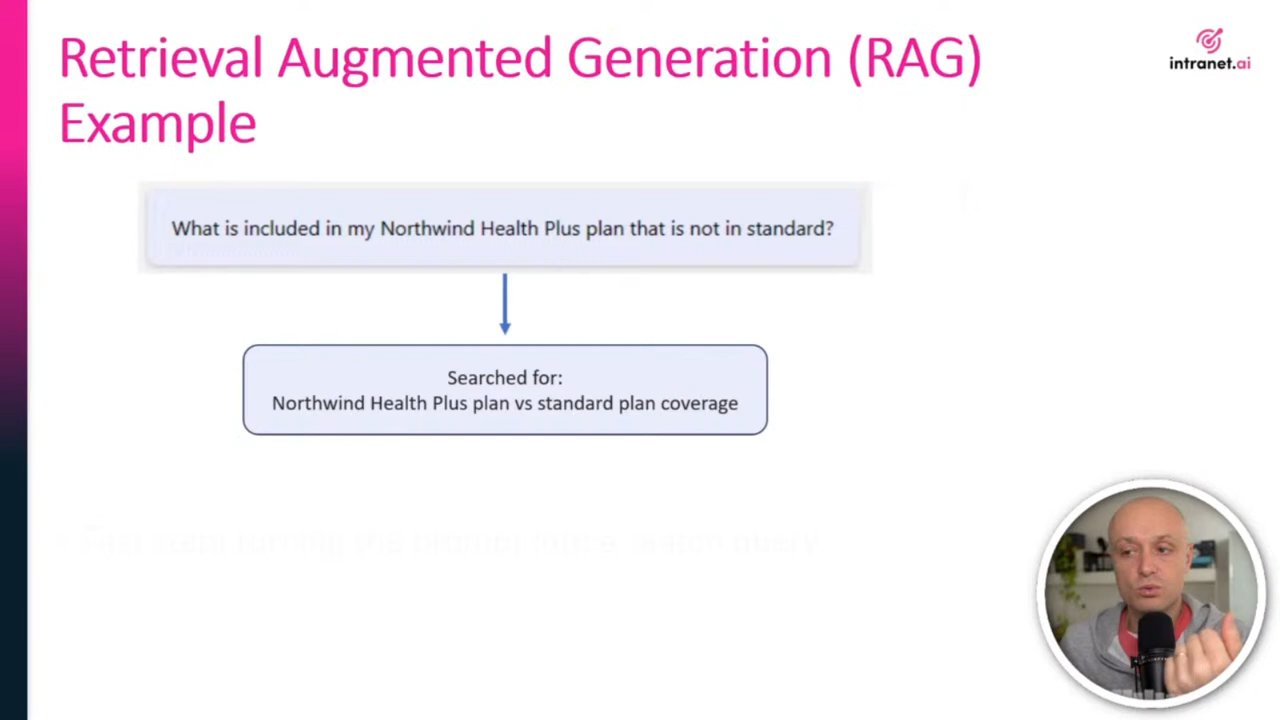 Retrieval Augmented Generation (RAG)
Example
intranet.ai
What is included in my Northwind Health Plus plan that is not in standard?
Searched for:
Northwind Health Plus plan vs standard plan coverage